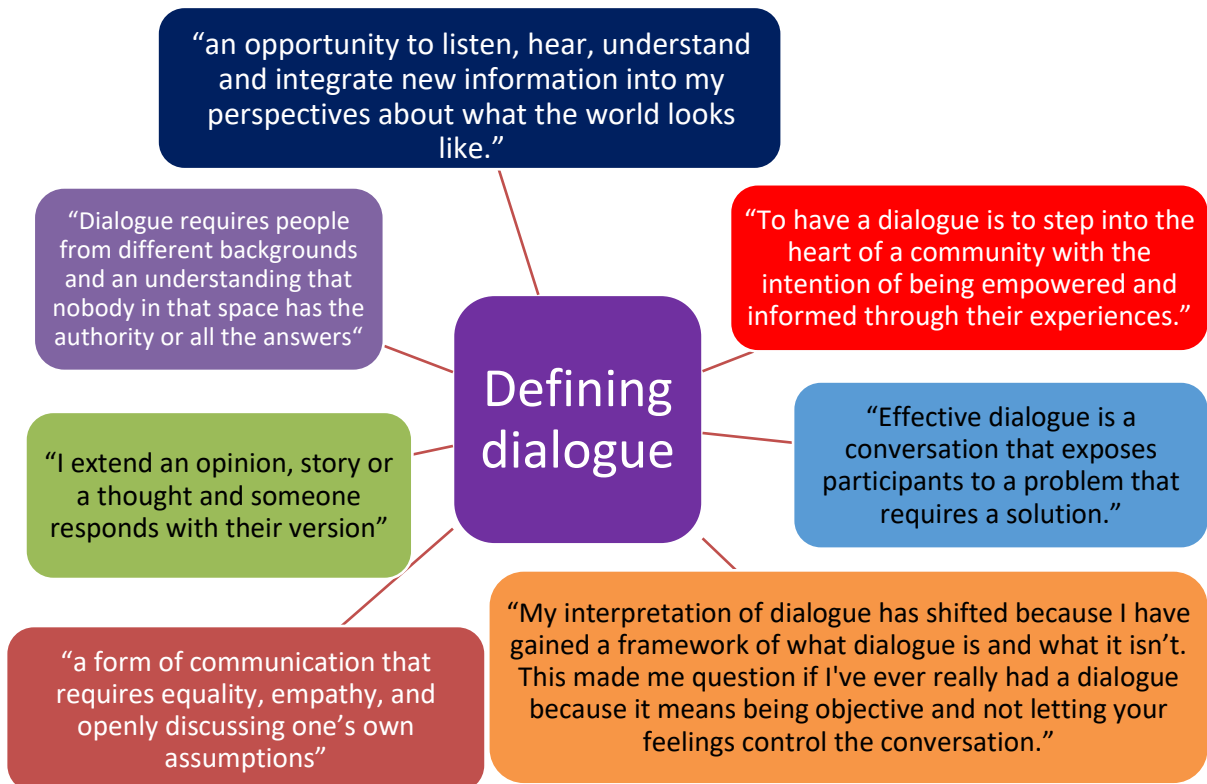 “an opportunity to listen, hear, understand
and integrate new information into my
perspectives about what the world looks
like.”
“Dialogue requires people
from different backgrounds
and an understanding that
nobody in that space has the
authority or all the answers“
“To have a dialogue is to step into the
heart of a community with the
intention of being empowered and
informed through their experiences.”
Defining
dialogue
“I extend an opinion, story or
a thought and someone
responds with their version”
“Effective dialogue is a
conversation that exposes
participants to a problem that
requires a solution.”
“a form of communication that
requires equality, empathy, and
openly discussing one’s own
assumptions”
“My interpretation of dialogue has shifted because I have
gained a framework of what dialogue is and what it isn’t.
This made me question if I've ever really had a dialogue
because it means being objective and not letting your
feelings control the conversation.”